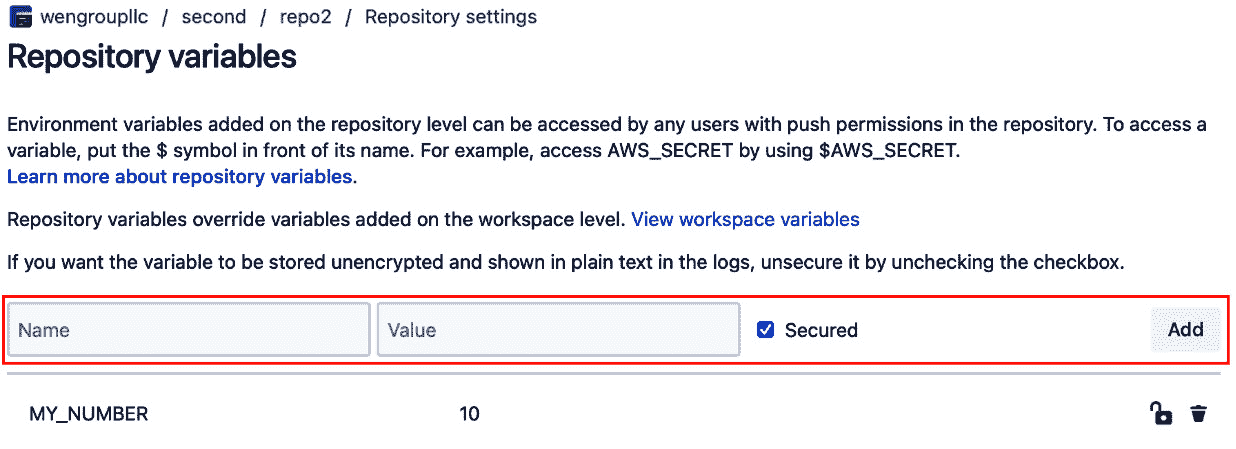 wengroupllc / second / repo2 / Repository settings
Repository variables
Environment variables added on the repository level can be accessed by any users with push permissions in the repository. To access a
variable, put the $ symbol in front of its name. For example, access AWS_SECRET by using $AWS_SECRET.
Learn more about repository variables.
Repository variables override variables added on the workspace level. View workspace variables
If you want the variable to be stored unencrypted and shown in plain text in the logs, unsecure it by unchecking the checkbox.
Name Value Secured Add
MY_NUMBER 10